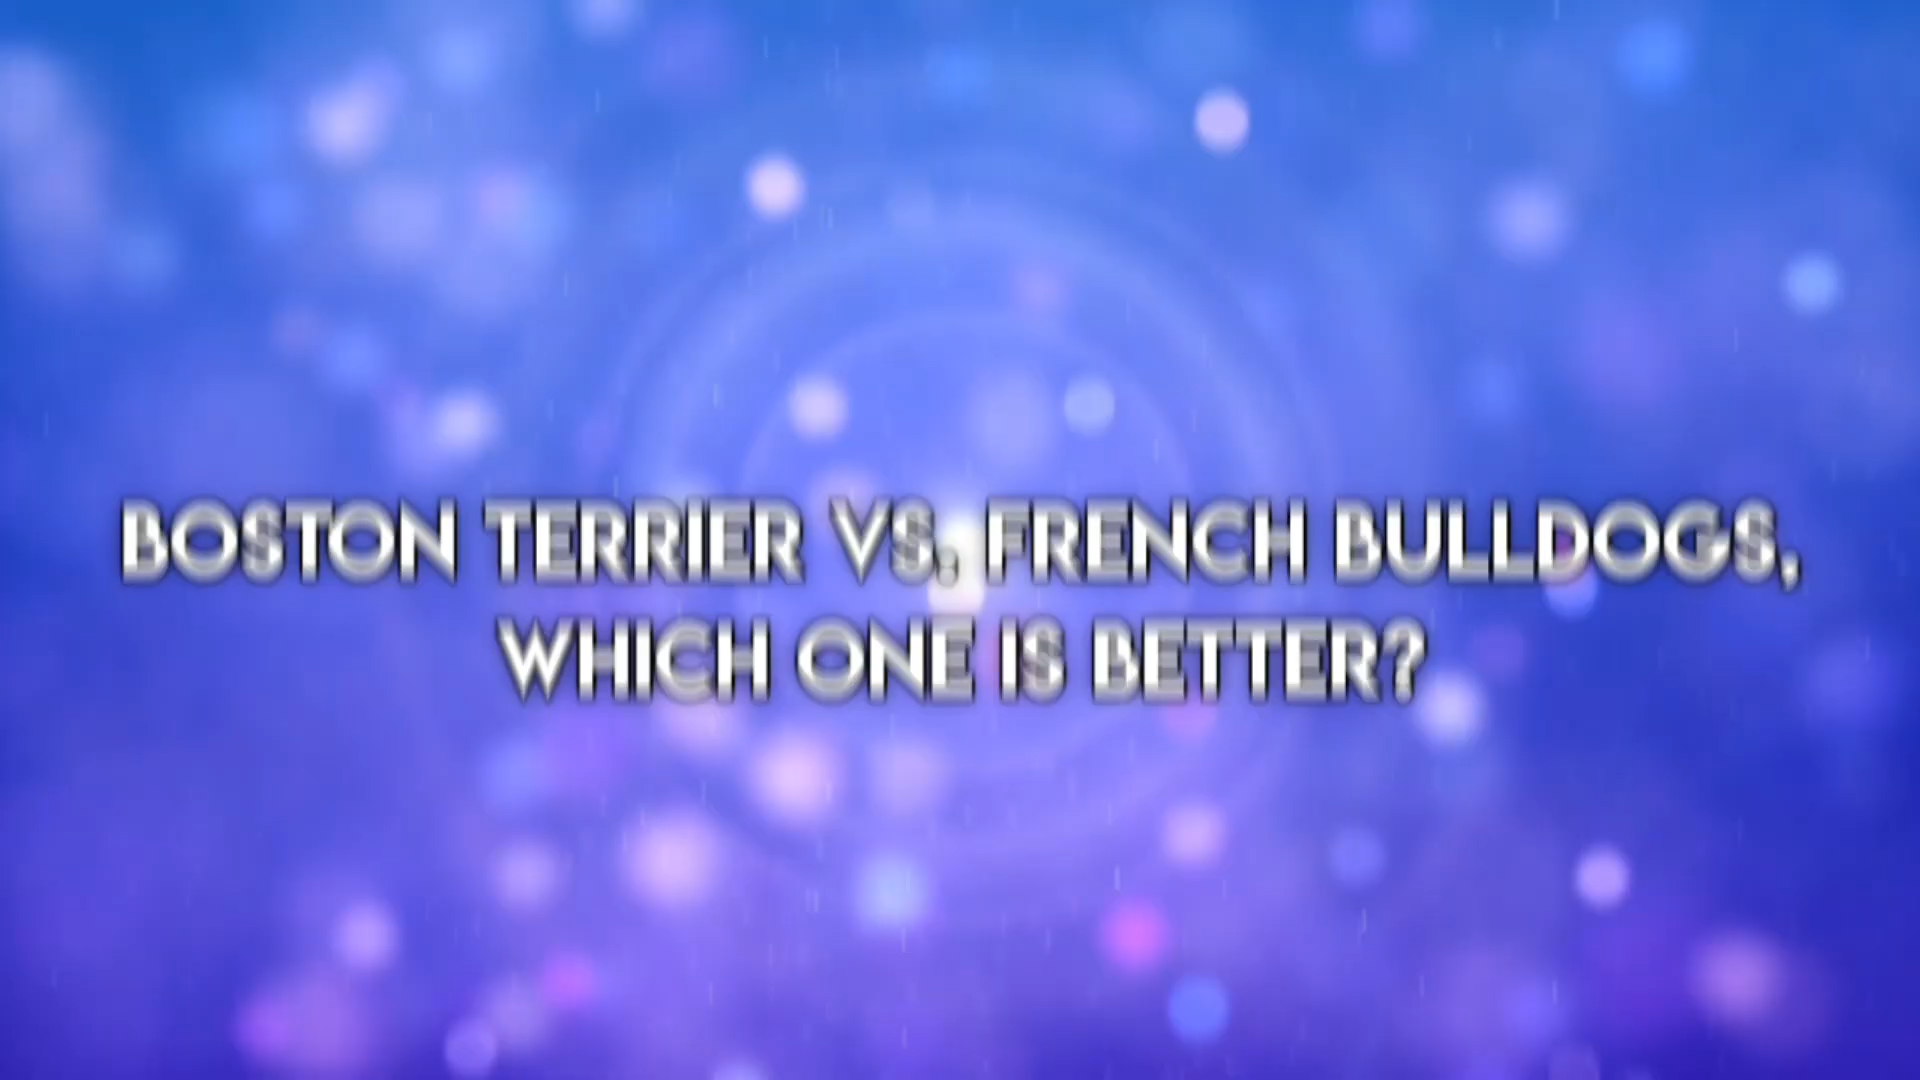 BOSTON TERRIER VS. FRENCH BULLDOGS,
WHICH ONE IS BETTER?